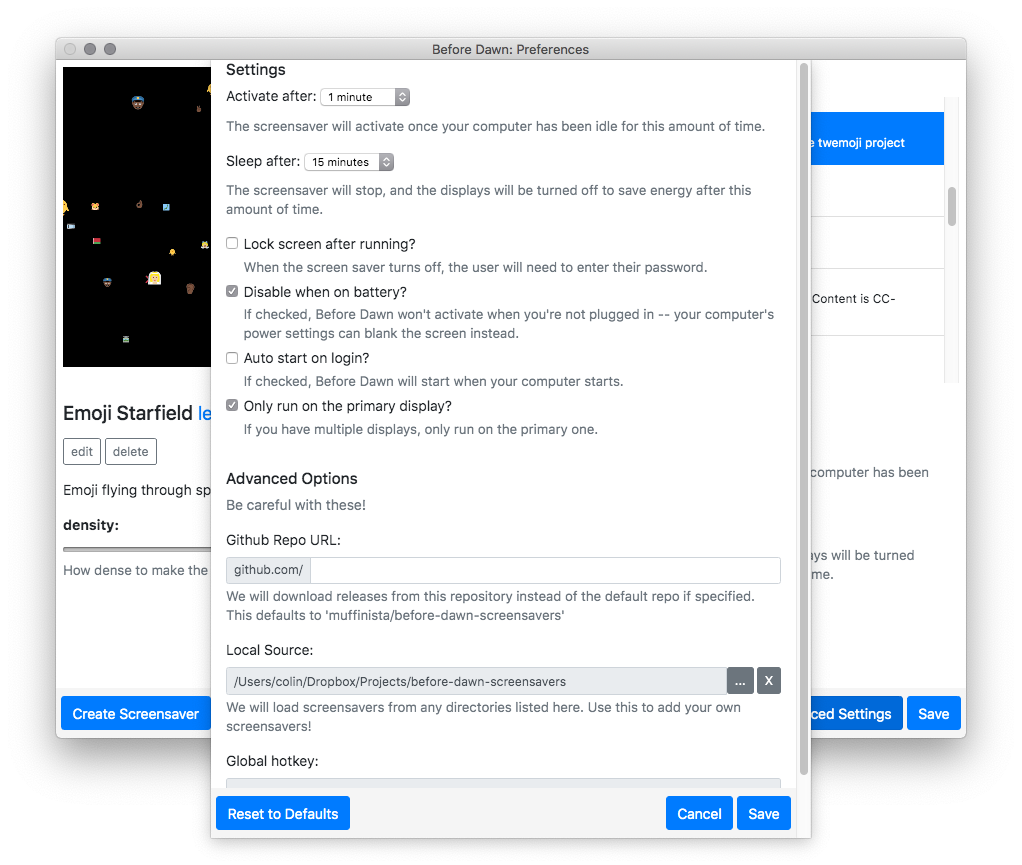 Before Dawn: Preferences
Settings
Activate after: 1 minute
The screensaver will activate once your computer has been idle for this amount of time.
Sleep after: 15 minutes
The screensaver will stop, and the displays will be turned off to save energy after this
amount of time.
Lock screen after running?
When the screen saver turns off, the user will need to enter their password.
Disable when on battery?
If checked, Before Dawn won't activate when you're not plugged in -- your computer's
power settings can blank the screen instead.
Auto start on login?
If checked, Before Dawn will start when your computer starts.
Only run on the primary display?
If you have multiple displays, only run on the primary one.
Advanced Options
Be careful with these!
Github Repo URL:
github.com/
We will download releases from this repository instead of the default repo if specified.
This defaults to 'muffinista/before-dawn-screensavers'
Local Source:
/Users/colin/Dropbox/Projects/before-dawn-screensavers
... X
We will load screensavers from any directories listed here. Use this to add your own
screensavers!
Global hotkey:
Reset to Defaults
Cancel
Save
Emoji Starfield le
edit
delete
Emoji flying through sp
density:
How dense to make the
Create Screensaver
e twemoji project
Content is CC-
computer has been
ays will be turned
me.
ced Settings
Save